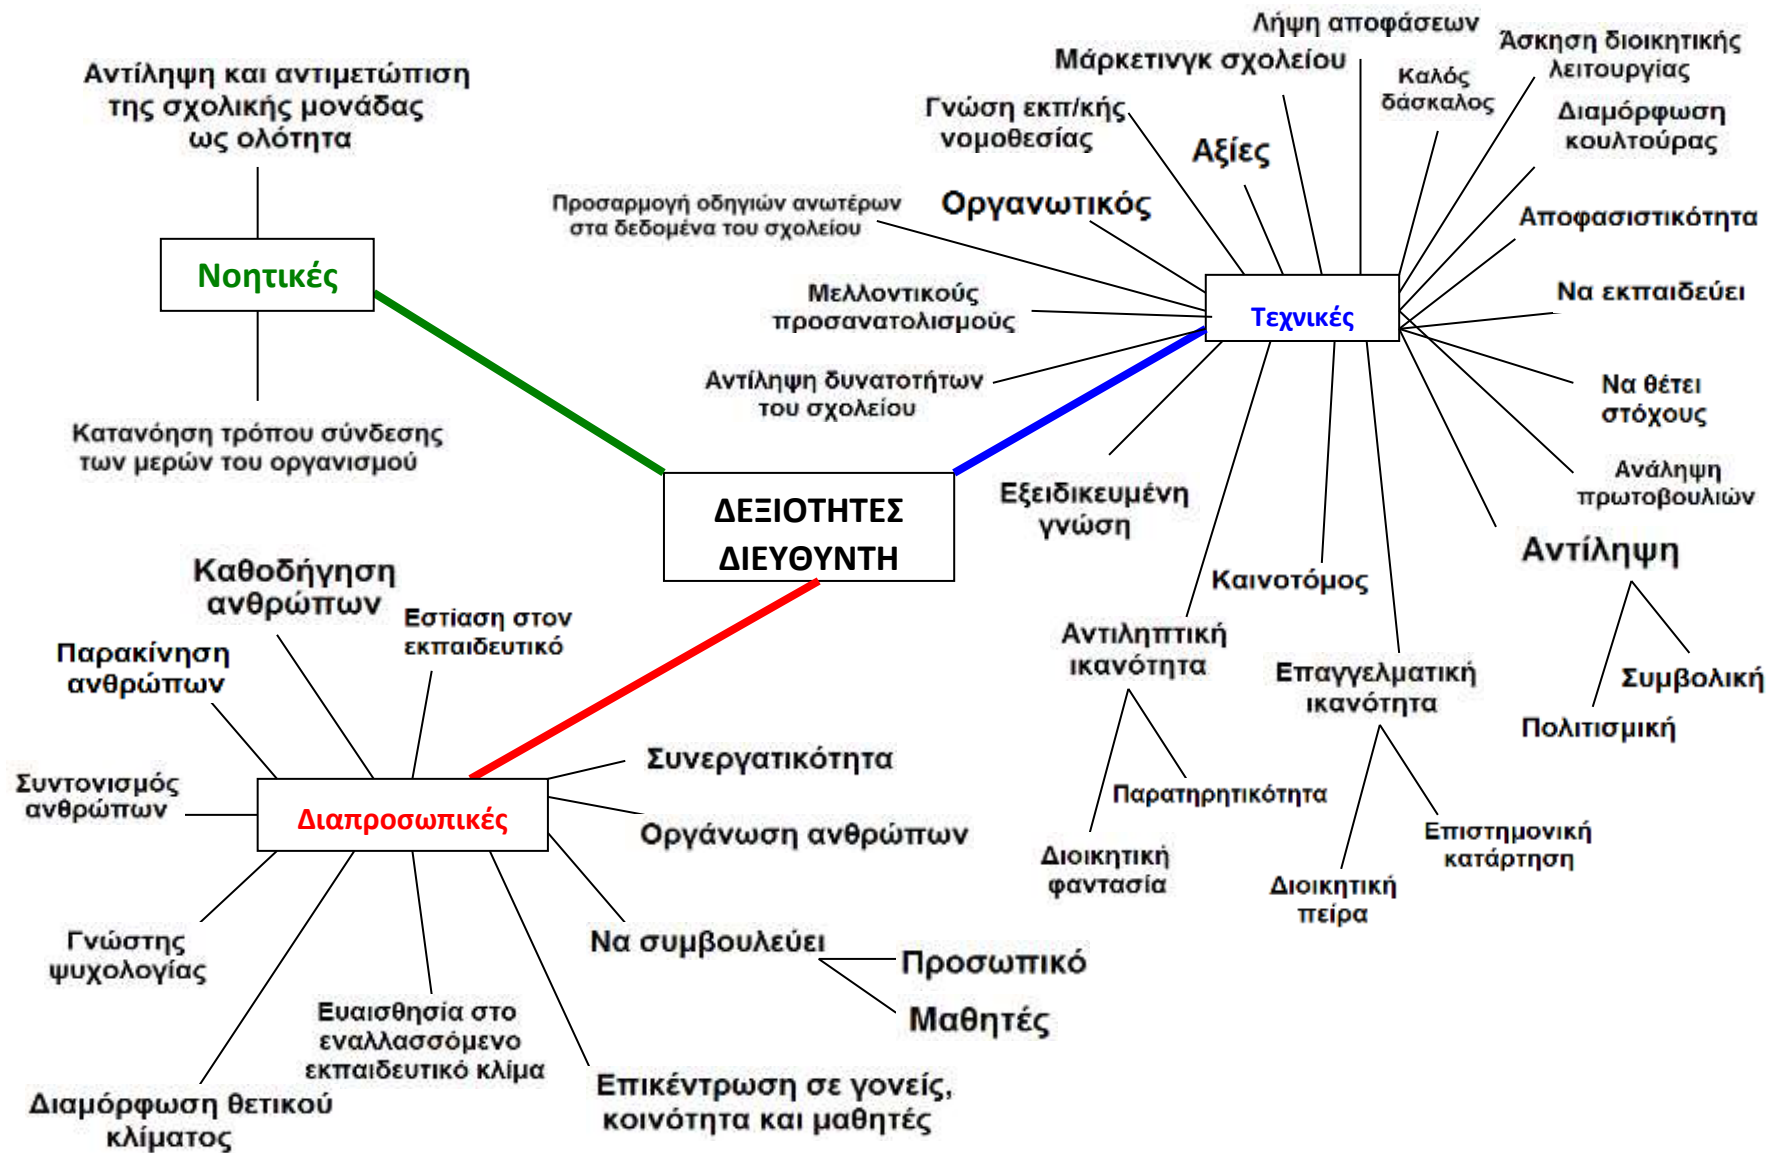 Λήψη αποφάσεων
Μάρκετινγκ σχολείου
Άσκηση διοικητικής
λειτουργίας
Καλός
δάσκαλος
Αντίληψη και αντιμετώπιση
της σχολικής μονάδας
ως ολότητα
Γνώση εκπ/κής
νομοθεσίας
Αξίες
Διαμόρφωση
κουλτούρας
Προσαρμογή οδηγιών ανωτέρων
στα δεδομένα του σχολείου
Οργανωτικός
Αποφασιστικότητα
Νοητικές
Μελλοντικούς
προσανατολισμούς
Τεχνικές
Να εκπαιδεύει
Αντίληψη δυνατοτήτων
του σχολείου
Να θέτει
στόχους
Κατανόηση τρόπου σύνδεσης
των μερών του οργανισμού
ΔΕΞΙΟΤΗΤΕΣ
ΔΙΕΥΘΥΝΤΗ
Εξειδικευμένη
γνώση
Ανάληψη
πρωτοβουλιών
Αντίληψη
Καθοδήγηση
ανθρώπων
Εστίαση στον
εκπαιδευτικό
Καινοτόμος
Παρακίνηση
ανθρώπων
Αντιληπτική
ικανότητα
Επαγγελματική
ικανότητα
Συμβολική
Πολιτισμική
Συντονισμός
ανθρώπων
Συνεργατικότητα
Παρατηρητικότητα
Διαπροσωπικές
Οργάνωση ανθρώπων
Επιστημονική
κατάρτηση
Διοικητική
φαντασία
Διοικητική
πείρα
Γνώστης
ψυχολογίας
Να συμβουλεύει
Προσωπικό
Μαθητές
Ευαισθησία στο
εναλλασσόμενο
εκπαιδευτικό κλίμα
Διαμόρφωση θετικού
κλίματος
Επικέντρωση σε γονείς,
κοινότητα και μαθητές